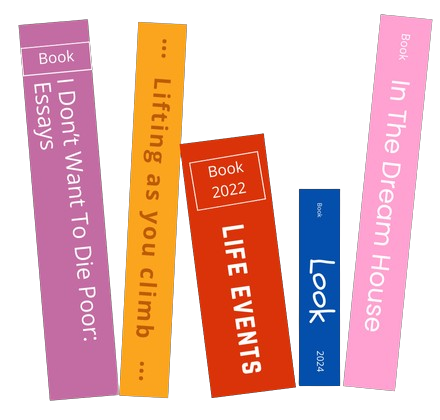 Book
I Don't Want To Die Poor:
Essays
... Lifting as you climb ...
Book
2022
LIFE EVENTS
Book
Look
2024
Book
In The Dream House